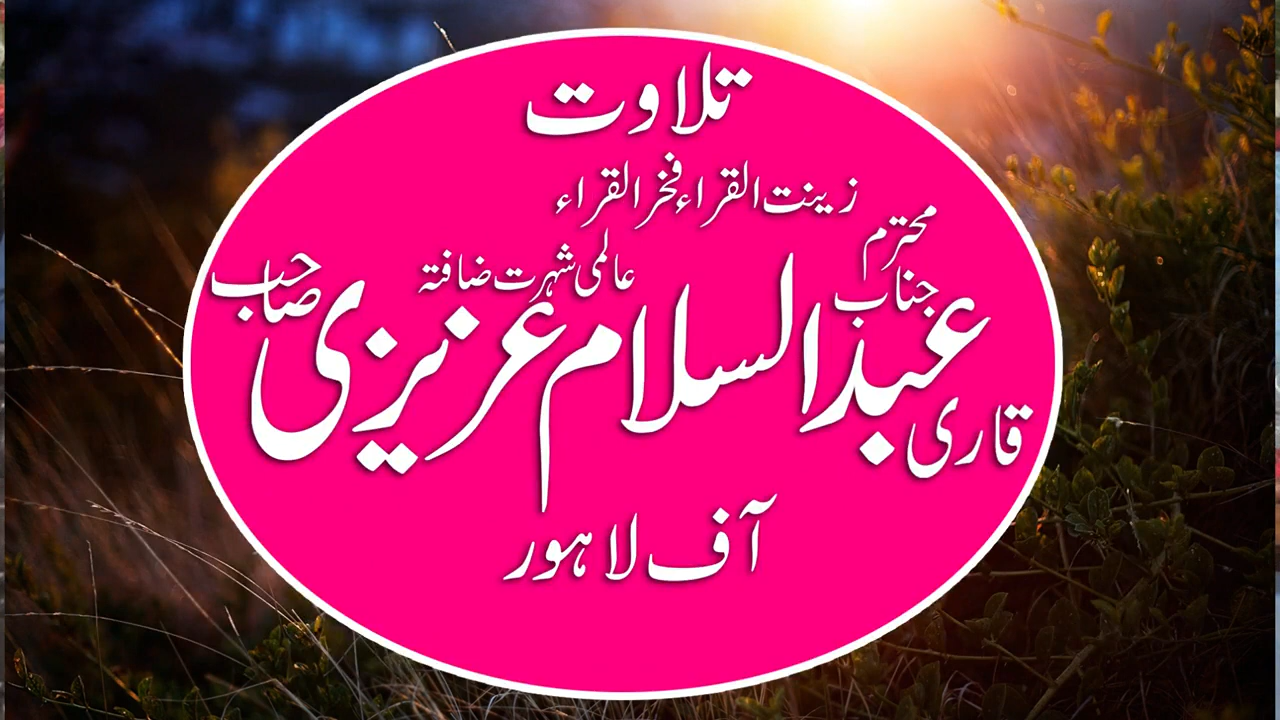 تلاوت
زینت القراء فخر القراء
محترم جناب
عالمی شہرت ضافتہ
قاری عبدالسلام عزیزی صاحب
آف لاہور